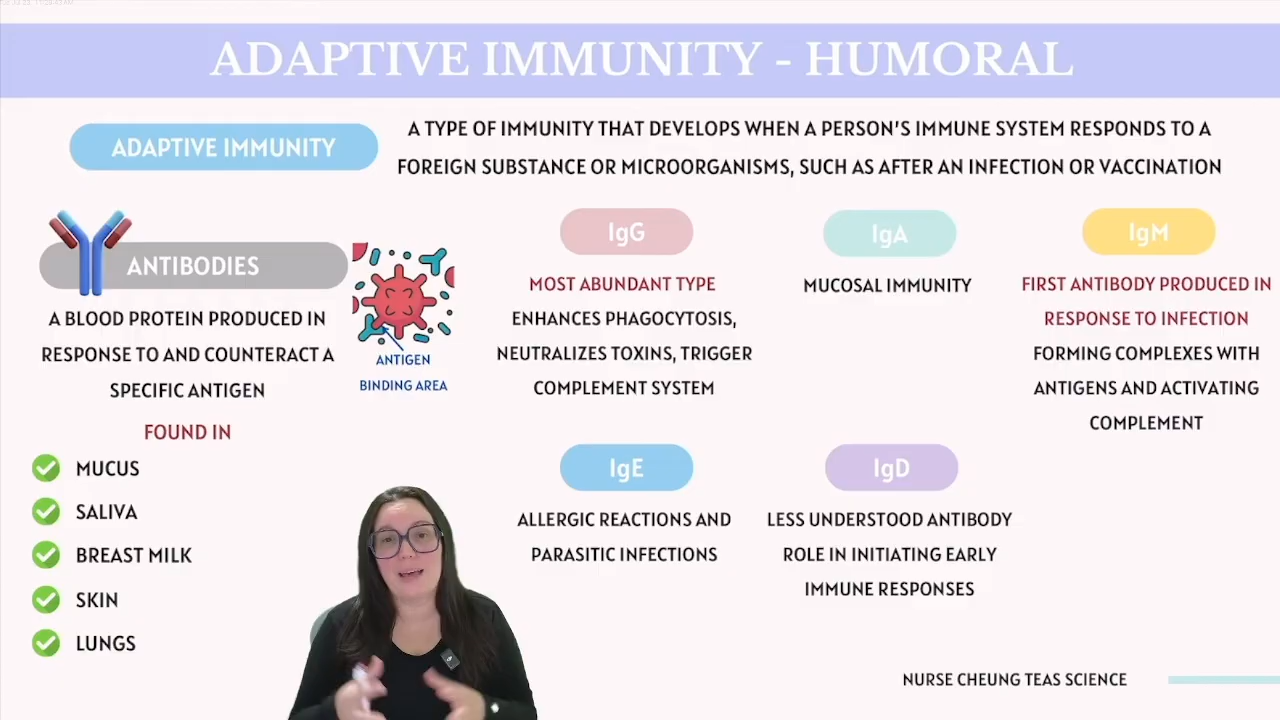 ADAPTIVE IMMUNITY - HUMORAL
ADAPTIVE IMMUNITY
A TYPE OF IMMUNITY THAT DEVELOPS WHEN A PERSON'S IMMUNE SYSTEM RESPONDS TO A
FOREIGN SUBSTANCE OR MICROORGANISMS, SUCH AS AFTER AN INFECTION OR VACCINATION
ANTIBODIES
A BLOOD PROTEIN PRODUCED IN
RESPONSE TO AND COUNTERACT A
SPECIFIC ANTIGEN
FOUND IN
MUCUS
SALIVA
BREAST MILK
SKIN
LUNGS
ANTIGEN
BINDING AREA
IgG
MOST ABUNDANT TYPE
ENHANCES PHAGOCYTOSIS,
NEUTRALIZES TOXINS, TRIGGER
COMPLEMENT SYSTEM
IgA
MUCOSAL IMMUNITY
IgM
FIRST ANTIBODY PRODUCED IN
RESPONSE TO INFECTION
FORMING COMPLEXES WITH
ANTIGENS AND ACTIVATING
COMPLEMENT
IgE
ALLERGIC REACTIONS AND
PARASITIC INFECTIONS
IgD
LESS UNDERSTOOD ANTIBODY
ROLE IN INITIATING EARLY
IMMUNE RESPONSES
NURSE CHEUNG TEAS SCIENCE